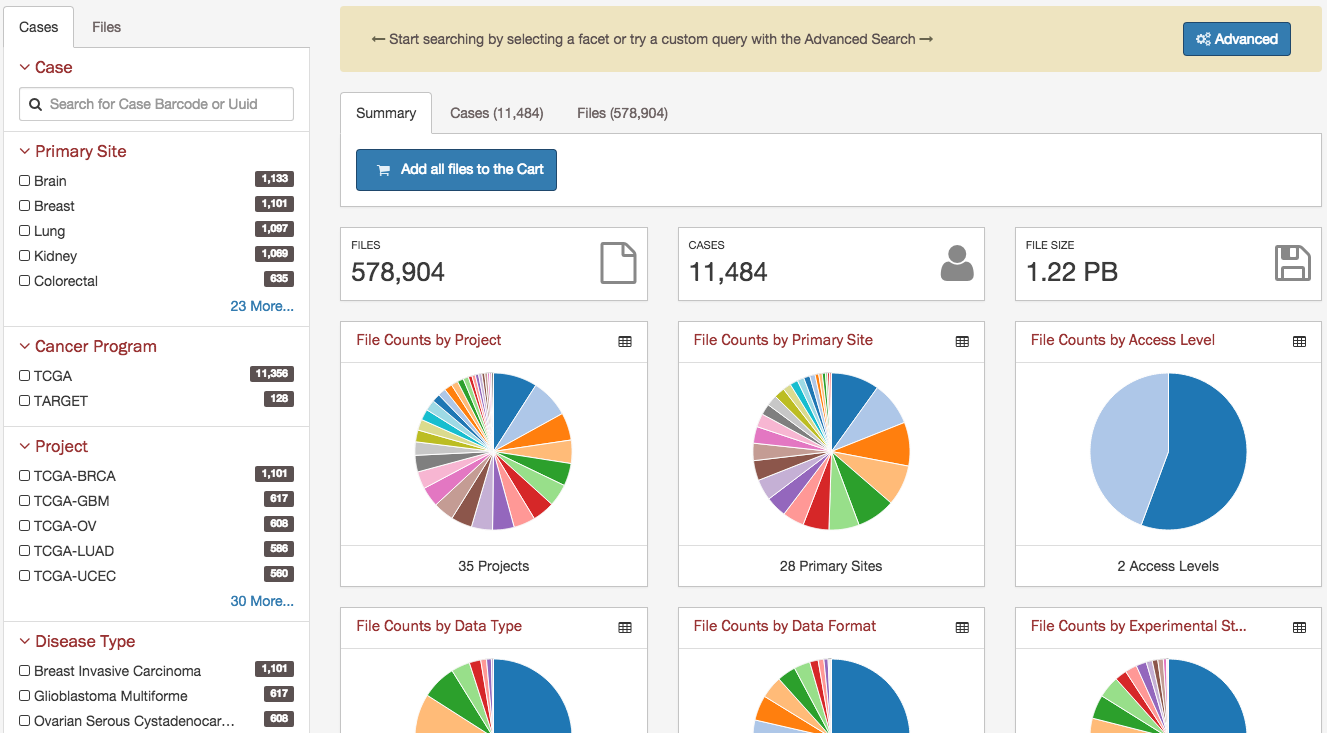 Cases Files
Case
Search for Case Barcode or Uuid
Primary Site
Brain 1,133
Breast 1,101
Lung 1,097
Kidney 1,069
Colorectal 635
23 More...
Cancer Program
TCGA 11,356
TARGET 128
Project
TCGA-BRCA 1,101
TCGA-GBM 617
TCGA-OV 608
TCGA-LUAD 586
TCGA-UCEC 560
30 More...
Disease Type
Breast Invasive Carcinoma 1,101
Glioblastoma Multiforme 617
Ovarian Serous Cystadenocar... 608
← Start searching by selecting a facet or try a custom query with the Advanced Search →
Advanced
Summary Cases (11,484) Files (578,904)
Add all files to the Cart
FILES
578,904
CASES
11,484
FILE SIZE
1.22 PB
File Counts by Project
35 Projects
File Counts by Primary Site
28 Primary Sites
File Counts by Access Level
2 Access Levels
File Counts by Data Type
File Counts by Data Format
File Counts by Experimental St...